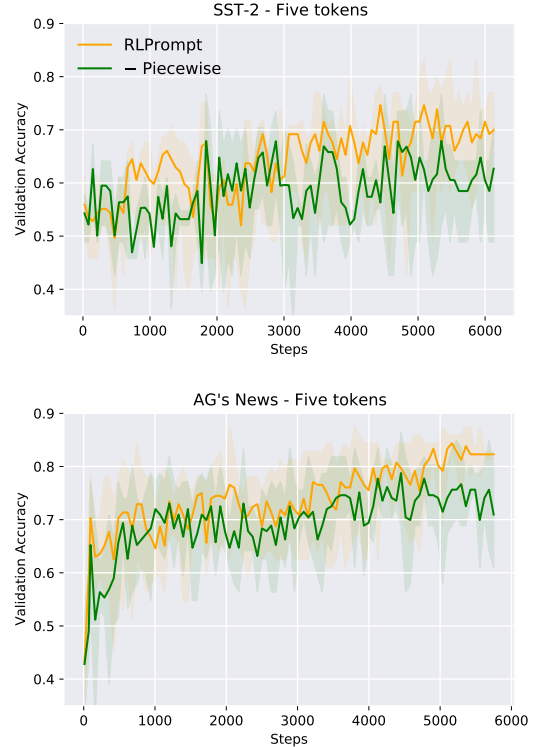 SST-2 - Five tokens
0.9
0.8
0.7
0.6
0.5
0.4
Validation Accuracy
RLPrompt
− Piecewise
0 1000 2000 3000 4000 5000 6000
Steps
AG's News - Five tokens
0.9
0.8
0.7
0.6
0.5
0.4
Validation Accuracy
0 1000 2000 3000 4000 5000 6000
Steps